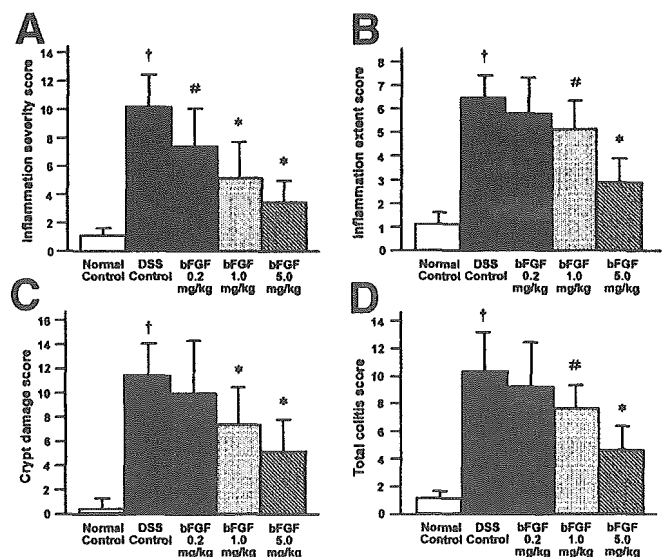 A
Inflammation severity score
14
12
10
8
6
4
2
0
†
#
*
*
Normal Control
DSS Control
bFGF 0.2 mg/kg
bFGF 1.0 mg/kg
bFGF 5.0 mg/kg
B
Inflammation extent score
8
7
6
5
4
3
2
1
0
†
#
*
Normal Control
DSS Control
bFGF 0.2 mg/kg
bFGF 1.0 mg/kg
bFGF 5.0 mg/kg
C
Crypt damage score
16
14
12
10
8
6
4
2
0
†
*
*
Normal Control
DSS Control
bFGF 0.2 mg/kg
bFGF 1.0 mg/kg
bFGF 5.0 mg/kg
D
Total colitis score
14
12
10
8
6
4
2
0
†
#
*
Normal Control
DSS Control
bFGF 0.2 mg/kg
bFGF 1.0 mg/kg
bFGF 5.0 mg/kg